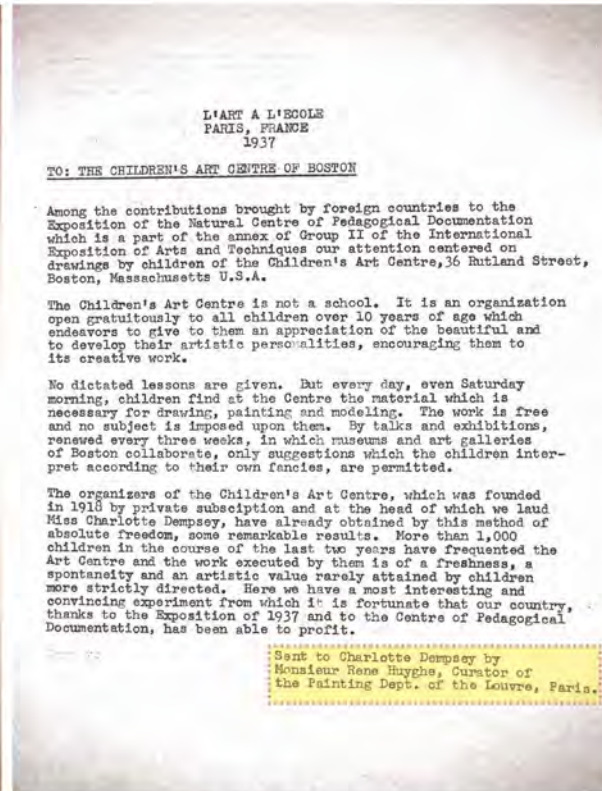 L'ART A L'ECOLE
PARIS, FRANCE
1937
TO: THE CHILDREN'S ART CENTRE OF BOSTON
Among the contributions brought by foreign countries to the
Exposition of the Natural Centre of Pedagogical Documentation
which is a part of the annex of Group II of the International
Exposition of Arts and Techniques our attention centered on
drawings by children of the Children's Art Centre,36 Rutland Street,
Boston, Massachusetts U.S.A.
The Children's Art Centre is not a school. It is an organization
open gratuitously to all children over 10 years of age which
endeavors to give to them an appreciation of the beautiful and
to develop their artistic personalities, encouraging them to
its creative work.
No dictated lessons are given. But every day, even Saturday
morning, children find at the Centre the material which is
necessary for drawing, painting and modeling. The work is free
and no subject is imposed upon them. By talks and exhibitions,
renewed every three weeks, in which museums and art galleries
of Boston collaborate, only suggestions which the children inter-
pret according to their own fancies, are permitted.
The organizers of the Children's Art Centre, which was founded
in 1918 by private subsciption and at the head of which we laud
Miss Charlotte Dempsey, have already obtained by this method of
absolute freedom, some remarkable results. More than 1,000
children in the course of the last two years have frequented the
Art Centre and the work executed by them is of a freshness, a
spontaneity and an artistic value rarely attained by children
more strictly directed. Here we have a most interesting and
convincing experiment from which it is fortunate that our country,
thanks to the Exposition of 1937 and to the Centre of Pedagogical
Documentation, has been able to profit.
Sent to Charlotte Dempsey by
Monsieur Rene Huyghe, Curator of
the Painting Dept. of the Louvre, Paris.